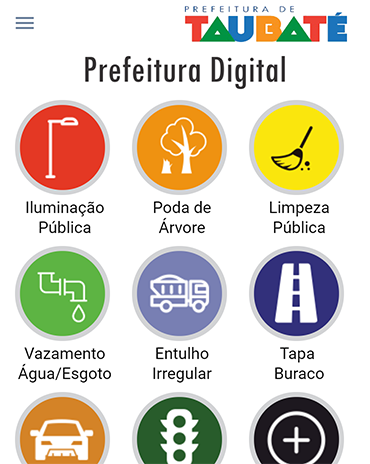 PREFEITURA DE
TAUBATÉ
Prefeitura Digital
Iluminação
Pública
Poda de
Árvore
Limpeza
Pública
Vazamento
Água/Esgoto
Entulho
Irregular
Tapa
Buraco